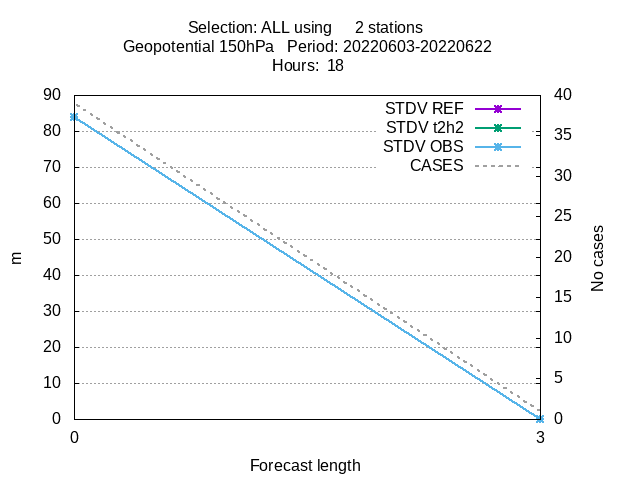 Selection: ALL using     2 stations
Geopotential 150hPa   Period: 20220603-20220622
Hours:  18
90
80
70
60
50
40
30
20
10
0
m
STDV REF
STDV t2h2
STDV OBS
CASES
40
35
30
25
20
15
10
5
0
No cases
0
3
Forecast length